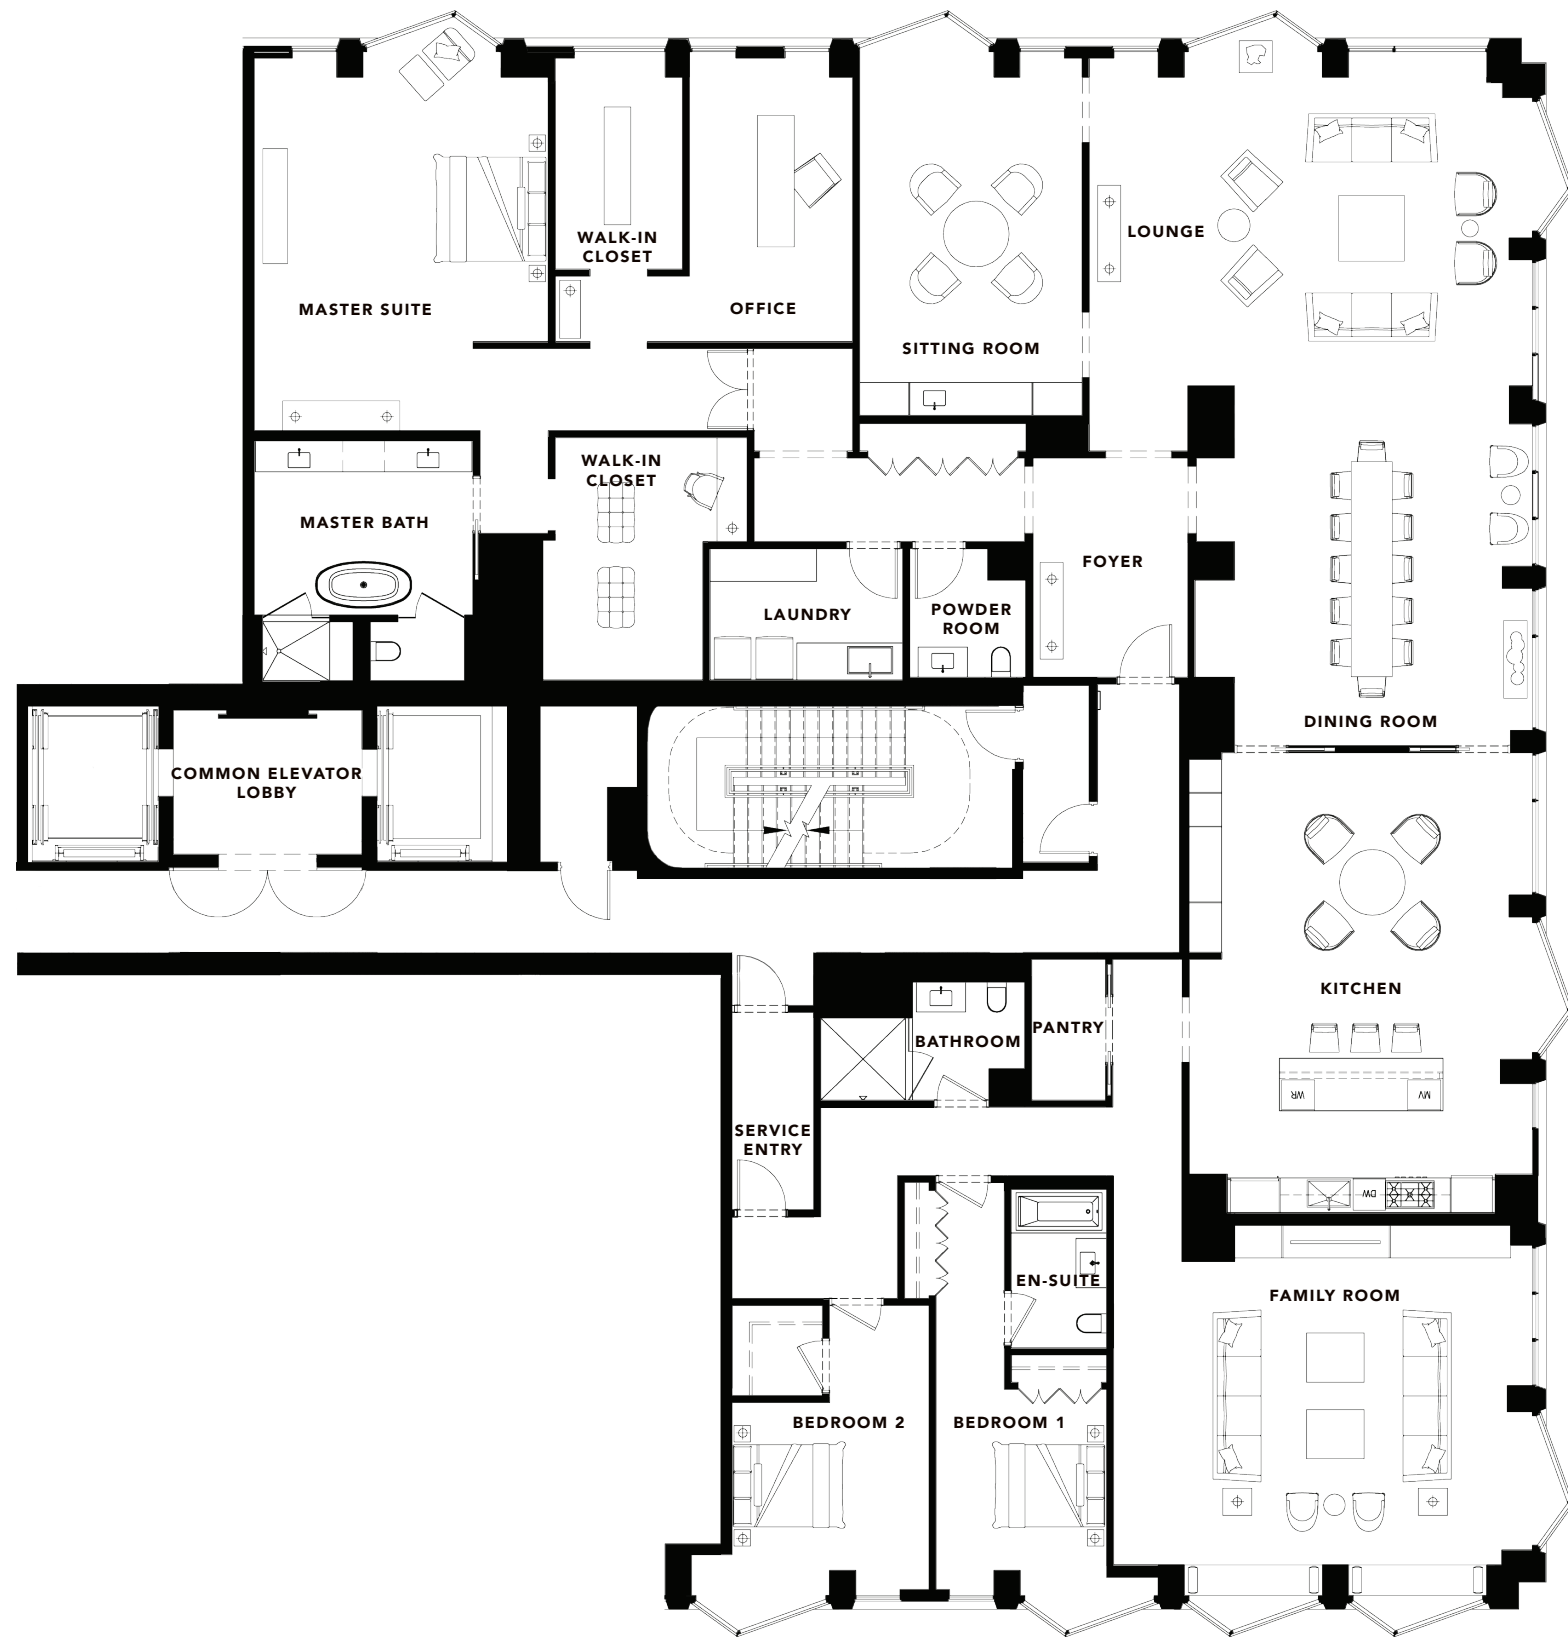 WALK-IN
CLOSET
LOUNGE
MASTER SUITE
OFFICE
SITTING ROOM
WALK-IN
CLOSET
MASTER BATH
FOYER
LAUNDRY
POWDER
ROOM
DINING ROOM
COMMON ELEVATOR
LOBBY
KITCHEN
PANTRY
BATHROOM
WR
MV
SERVICE
ENTRY
DW
EN-SUITE
FAMILY ROOM
BEDROOM 2
BEDROOM 1